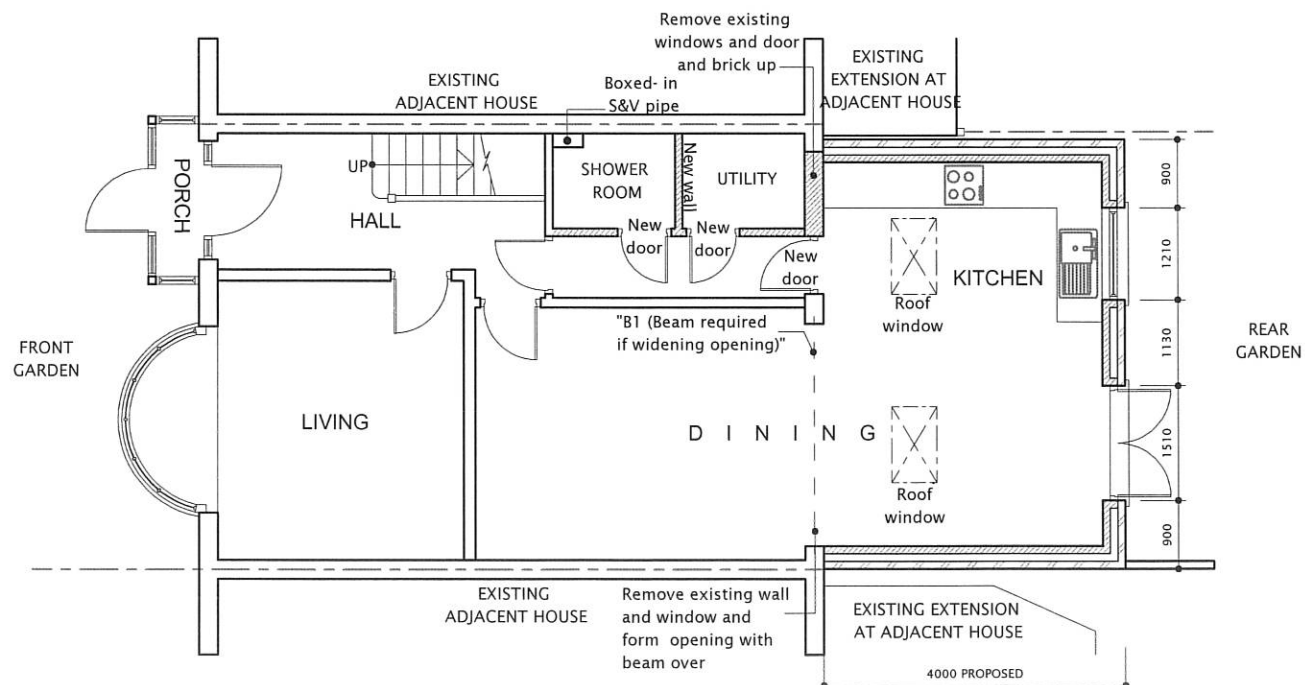 Remove existing
windows and door
and brick up
EXISTING
EXTENSION AT
ADJACENT HOUSE
EXISTING
ADJACENT HOUSE
Boxed- in
S&V pipe
PORCH
UP
HALL
SHOWER
ROOM
New wall
UTILITY
New
door
New
door
New
door
KITCHEN
Roof
window
900
1210
1130
1510
900
"B1 (Beam required
if widening opening)"
FRONT
GARDEN
REAR
GARDEN
LIVING
DINING
Roof
window
EXISTING
ADJACENT HOUSE
Remove existing wall
and window and
form opening with
beam over
EXISTING EXTENSION
AT ADJACENT HOUSE
4000 PROPOSED